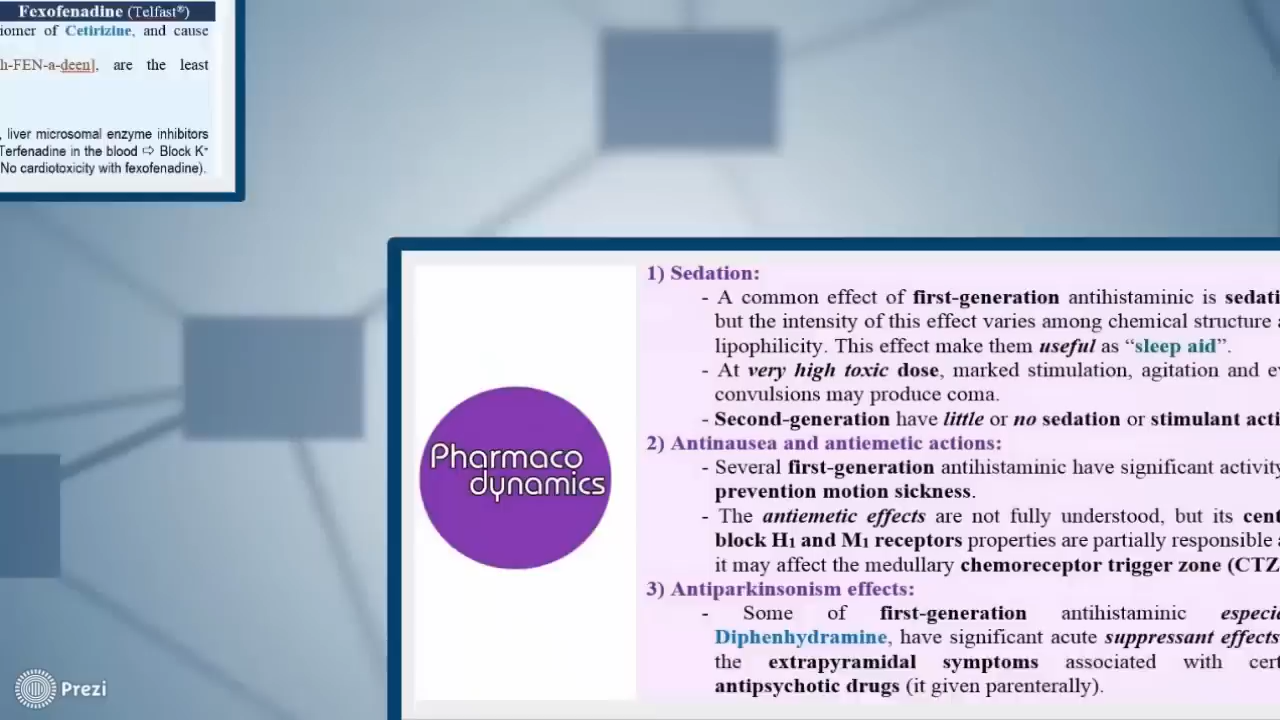 Fexofenadine (Telfast®)
iomer of Cetirizine, and cause
h-FEN-a-deen], are the least
, liver microsomal enzyme inhibitors
Terfenadine in the blood ⇨ Block K⁺
No cardiotoxicity with fexofenadine).
Pharmaco
dynamics
1) Sedation:
- A common effect of first-generation antihistaminic is sedati
but the intensity of this effect varies among chemical structure a
lipophilicity. This effect make them useful as “sleep aid”.
- At very high toxic dose, marked stimulation, agitation and ev
convulsions may produce coma.
- Second-generation have little or no sedation or stimulant acti
2) Antinausea and antiemetic actions:
- Several first-generation antihistaminic have significant activity
prevention motion sickness.
- The antiemetic effects are not fully understood, but its cent
block H₁ and M₁ receptors properties are partially responsible a
it may affect the medullary chemoreceptor trigger zone (CTZ
3) Antiparkinsonism effects:
- Some of first-generation antihistaminic especia
Diphenhydramine, have significant acute suppressant effects
the extrapyramidal symptoms associated with cert
antipsychotic drugs (it given parenterally).
Prezi